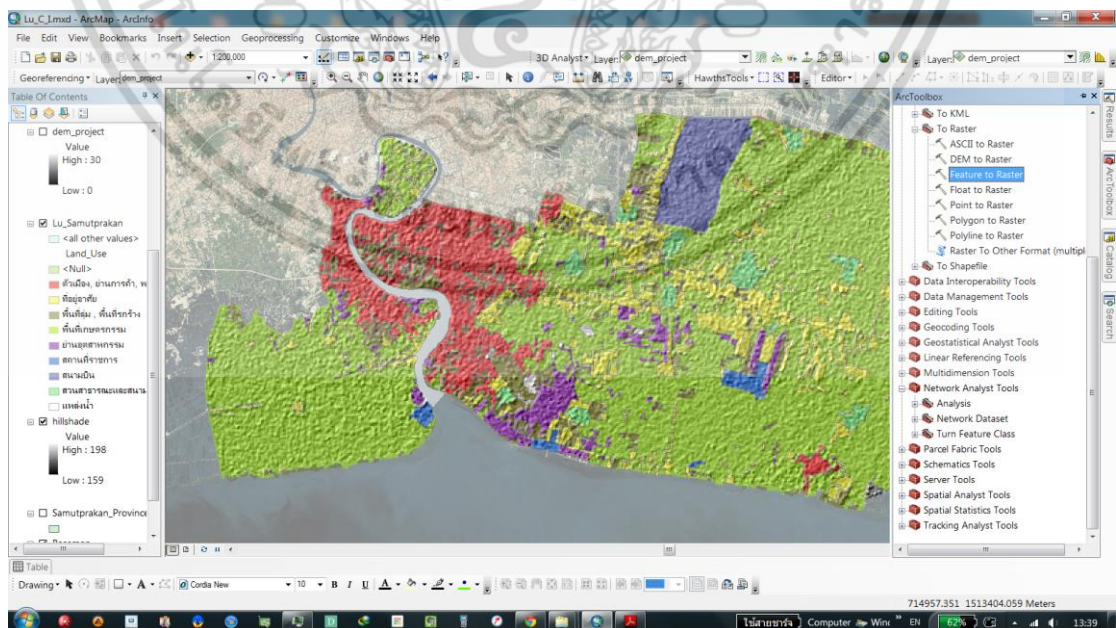 Lu_C_I.mxd - ArcMap - ArcInfo
File Edit View Bookmarks Insert Selection Geoprocessing Customize Windows Help
1:200,000
3D Analyst Layer: dem_project
Layer: dem_project
Georeferencing Layer: dem_project
HawthsTools
Editor
Table Of Contents
dem_project
Value
High : 30
Low : 0
Lu_Samutprakan
<all other values>
Land_Use
<Null>
ตัวเมือง, ย่านการค้า, พ
ที่อยู่อาศัย
พื้นที่ลุ่ม , พื้นที่รกร้าง
พื้นที่เกษตรกรรม
ย่านอุตสาหกรรม
สถานที่ราชการ
สนามบิน
สวนสาธารณะและสนาม
แหล่งน้ำ
hillshade
Value
High : 198
Low : 159
Samutprakan_Province
ArcToolbox
To KML
To Raster
ASCII to Raster
DEM to Raster
Feature to Raster
Float to Raster
Point to Raster
Polygon to Raster
Polyline to Raster
Raster To Other Format (multipl
To Shapefile
Data Interoperability Tools
Data Management Tools
Editing Tools
Geocoding Tools
Geostatistical Analyst Tools
Linear Referencing Tools
Multidimension Tools
Network Analyst Tools
Analysis
Network Dataset
Turn Feature Class
Parcel Fabric Tools
Schematics Tools
Server Tools
Spatial Analyst Tools
Spatial Statistics Tools
Tracking Analyst Tools
Results
ArcToolbox
Catalog
Search
Table
Drawing A Cordia New 10 B I U A
714957.351 1513404.059 Meters
ใช้สายชาร์จ Computer Winc EN 62% 13:39